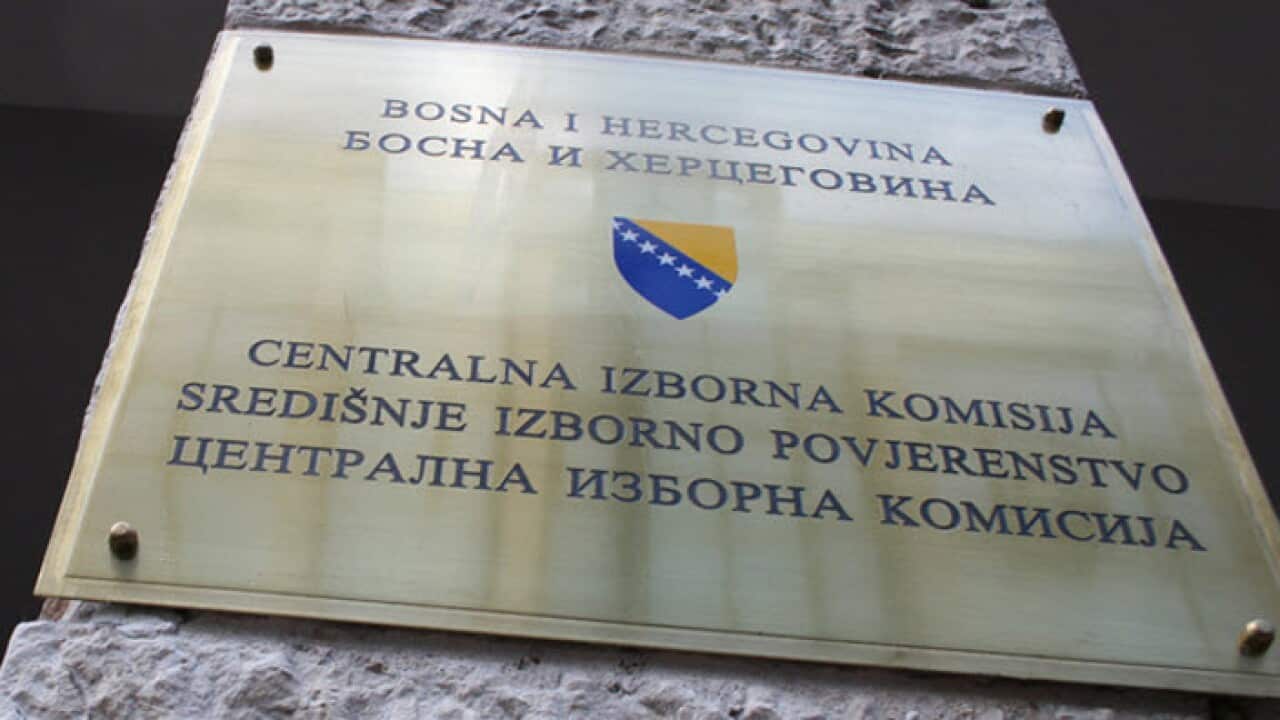 BOSNA I HERCEGOVINA
БОСНА И ХЕРЦЕГОВИНА
CENTRALNA IZBORNA KOMISIJA
SREDIŠNJE IZBORNO POVJERENSTVO
ЦЕНТРАЛНА ИЗБОРНА КОМИСИЈА